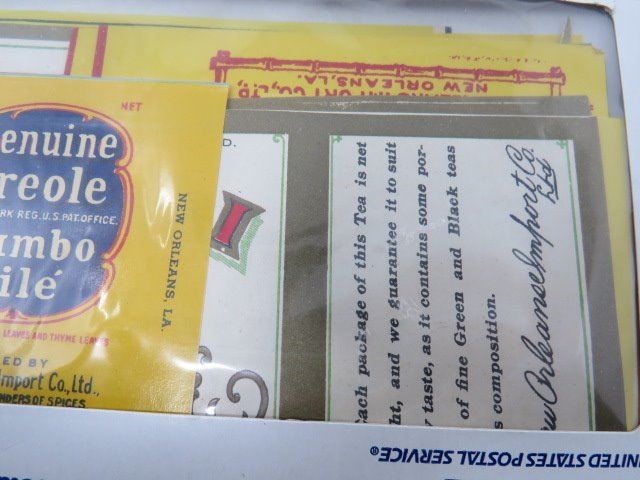 NET
enuine
reole
RK REG. U.S. PAT. OFFICE.
umbo
ilé
LEAVES AND THYME LEAVES
ED BY
Import Co., Ltd.,
NDERS OF SPICES
NEW ORLEANS, LA.
NEW ORLEANS, LA.
D.
ach package of this Tea is net
ht, and we guarantee it to suit
taste, as it contains some por-
of fine Green and Black teas
s composition.
New Orleans Import Co.
Ltd
NITED STATES POSTAL SERVICE®